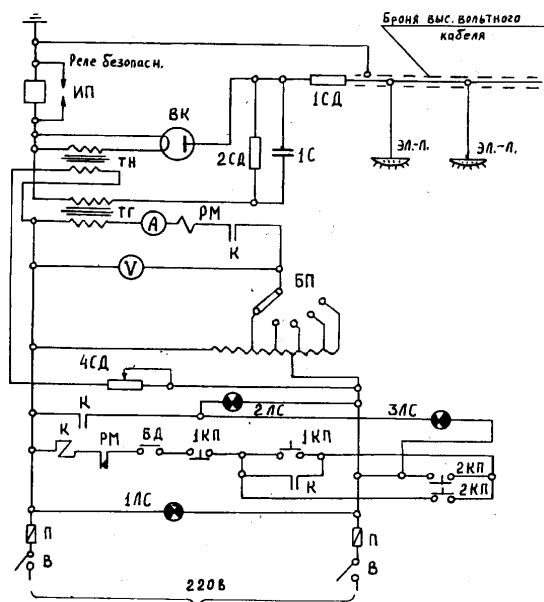 Броня выс. вольтного
кабеля
Реле безопасн.
ИП
ВК
1СД
2СД
1С
ЭЛ.-Л.
ЭЛ.-Л.
ТН
ТГ
А
РМ
К
V
БП
4СД
К
2ЛС
3ЛС
К
РМ
БД
1КП
1КП
К
2КП
2КП
1ЛС
П
П
В
В
220В